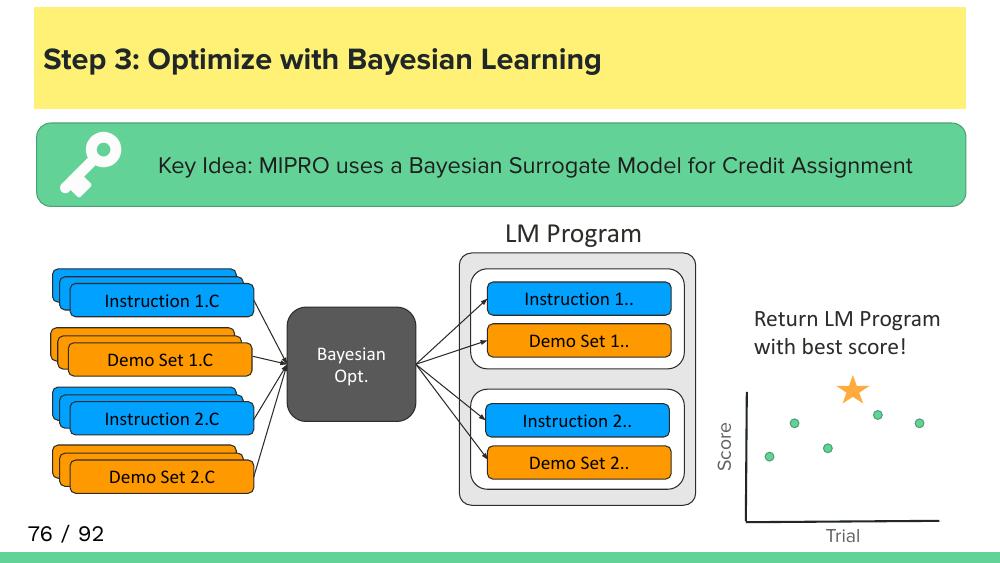 Step 3: Optimize with Bayesian Learning
Key Idea: MIPRO uses a Bayesian Surrogate Model for Credit Assignment
LM Program
Instruction 1.C
Demo Set 1.C
Instruction 2.C
Demo Set 2.C
Bayesian
Opt.
Instruction 1..
Demo Set 1..
Instruction 2..
Demo Set 2..
Return LM Program
with best score!
Score
Trial
76 / 92